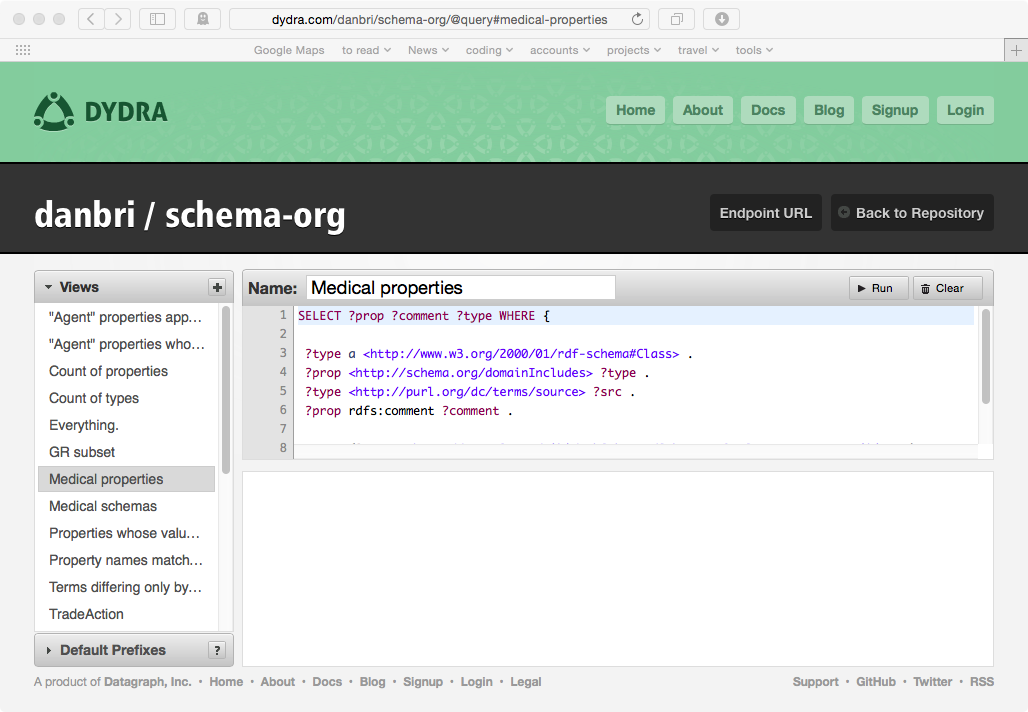 dydra.com/danbri/schema-org/@query#medical-properties
Google Maps to read News coding accounts projects travel tools
DYDRA
Home About Docs Blog Signup Login
danbri / schema-org
Endpoint URL Back to Repository
Views +
"Agent" properties app...
"Agent" properties who...
Count of properties
Count of types
Everything.
GR subset
Medical properties
Medical schemas
Properties whose valu...
Property names match...
Terms differing only by...
TradeAction
Default Prefixes ?
Name: Medical properties Run Clear
1 SELECT ?prop ?comment ?type WHERE {
2
3 ?type a <http://www.w3.org/2000/01/rdf-schema#Class> .
4 ?prop <http://schema.org/domainIncludes> ?type .
5 ?type <http://purl.org/dc/terms/source> ?src .
6 ?prop rdfs:comment ?comment .
7
8
A product of Datagraph, Inc. • Home • About • Docs • Blog • Signup • Login • Legal
Support • GitHub • Twitter • RSS